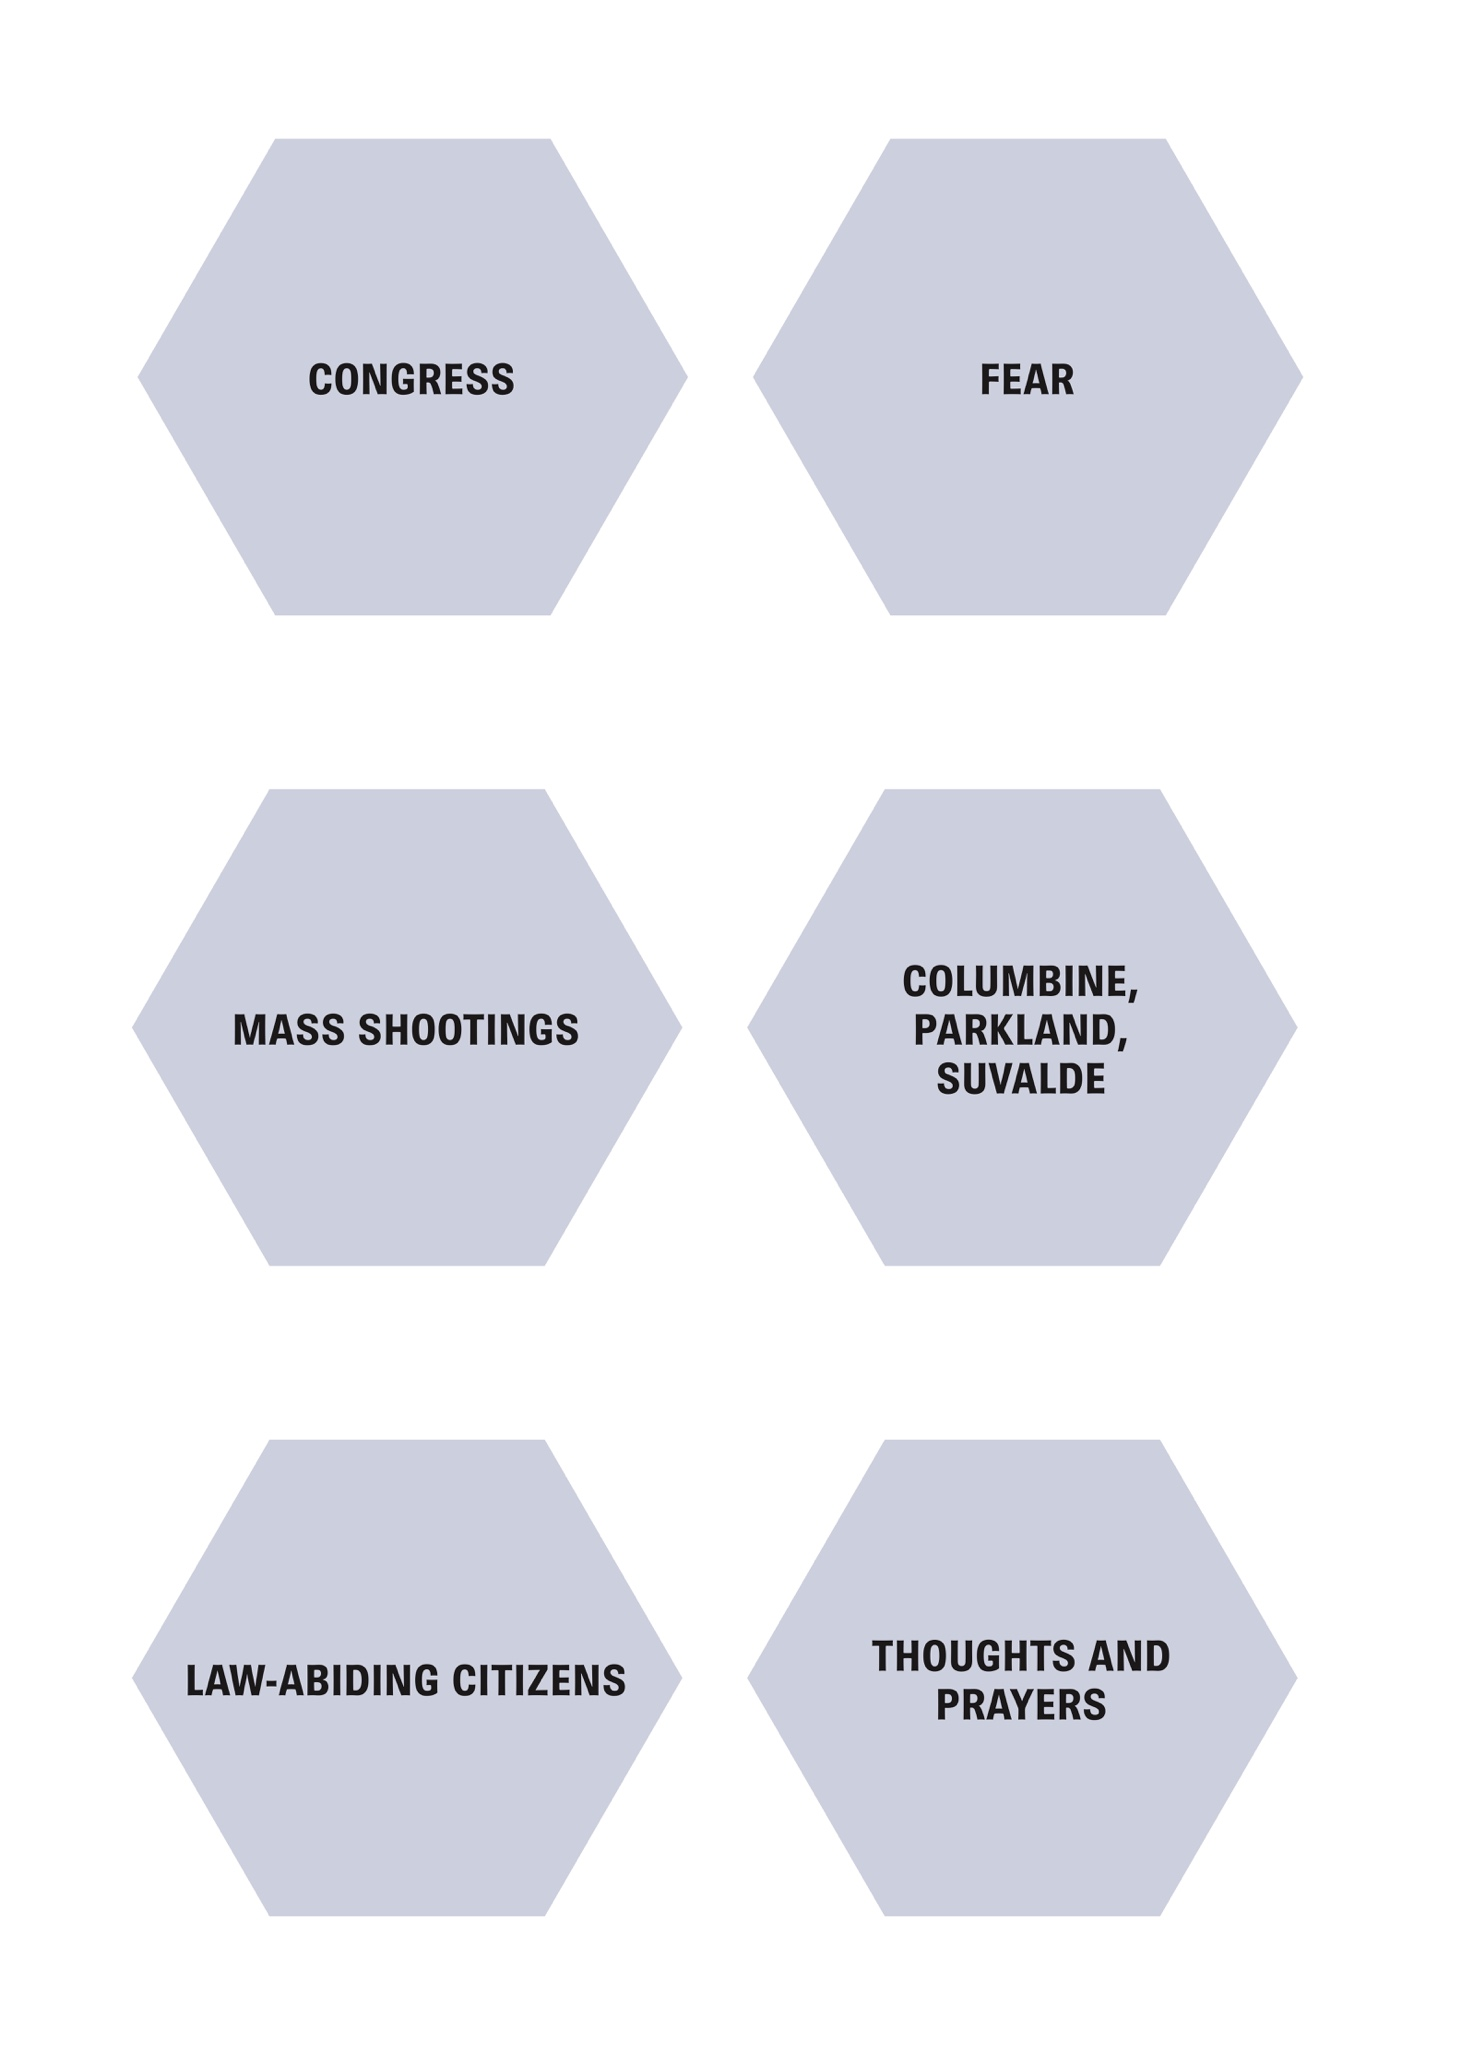 CONGRESS
FEAR
MASS SHOOTINGS
COLUMBINE,
PARKLAND,
SUVALDE
LAW-ABIDING CITIZENS
THOUGHTS AND
PRAYERS